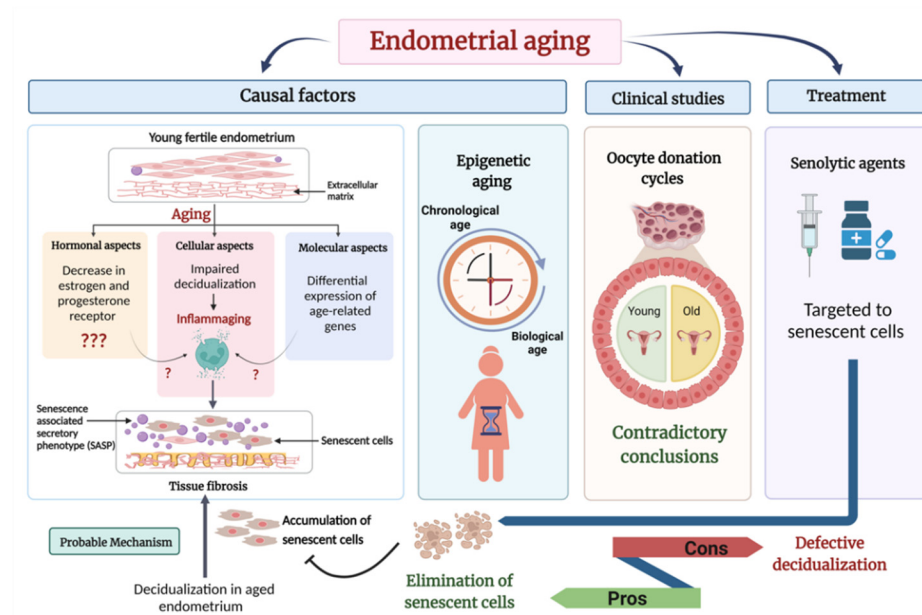 Endometrial aging
Causal factors
Clinical studies
Treatment
Young fertile endometrium
Extracellular
matrix
Aging
Hormonal aspects
Decrease in
estrogen and
progesterone
receptor
???
Cellular aspects
Impaired
decidualization
Inflammaging
Molecular aspects
Differential
expression of
age-related
genes
?
?
Senescence
associated
secretory
phenotype (SASP)
Senescent cells
Tissue fibrosis
Epigenetic
aging
Chronological
age
Biological
age
Oocyte donation
cycles
Young
Old
Contradictory
conclusions
Senolytic agents
Targeted to
senescent cells
Probable Mechanism
Accumulation of
senescent cells
Decidualization in aged
endometrium
Elimination of
senescent cells
Cons
Defective
decidualization
Pros